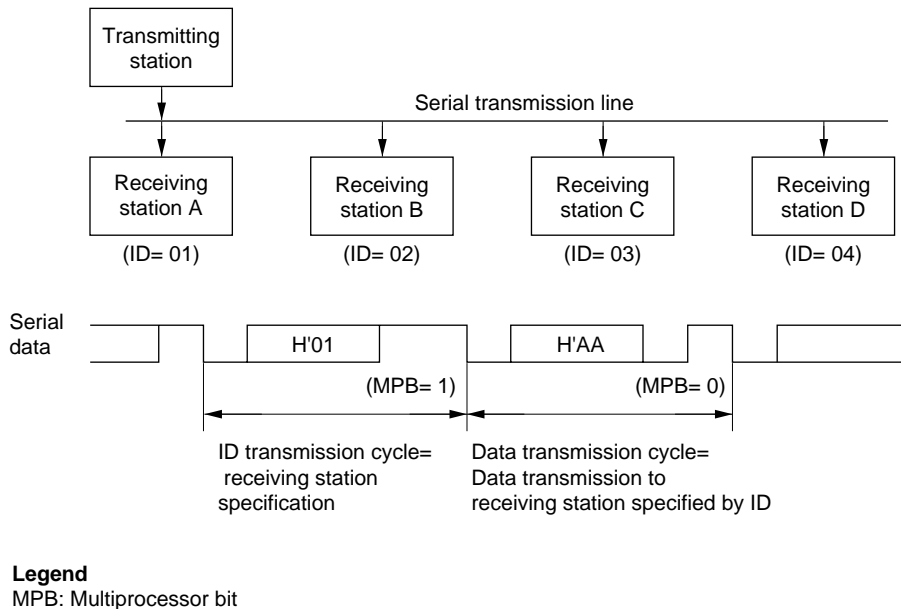 Transmitting
station
Serial transmission line
Receiving
station A
Receiving
station B
Receiving
station C
Receiving
station D
(ID= 01)
(ID= 02)
(ID= 03)
(ID= 04)
Serial
data
H'01
H'AA
(MPB= 1)
(MPB= 0)
ID transmission cycle=
receiving station
specification
Data transmission cycle=
Data transmission to
receiving station specified by ID
Legend
MPB: Multiprocessor bit